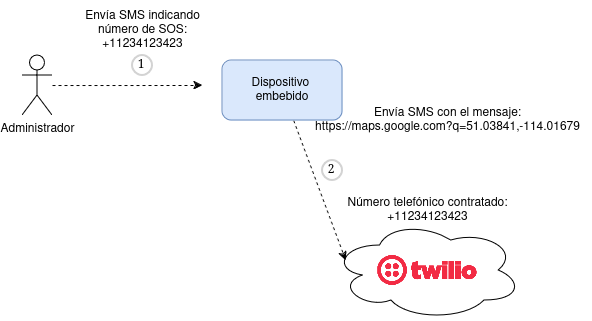 Envía SMS indicando
número de SOS:
+11234123423
1
Administrador
Dispositivo
embebido
Envía SMS con el mensaje:
https://maps.google.com?q=51.03841,-114.01679
2
Número telefónico contratado:
+11234123423
twilio